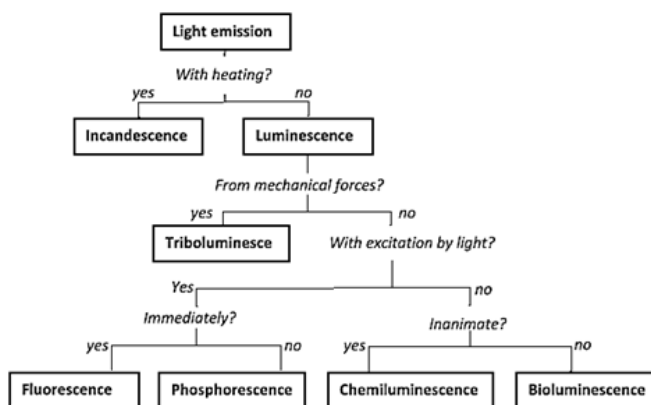 Light emission
With heating?
yes no
Incandescence Luminescence
From mechanical forces?
yes no
Triboluminesce With excitation by light?
Yes no
Immediately? Inanimate?
yes no yes no
Fluorescence Phosphorescence Chemiluminescence Bioluminescence